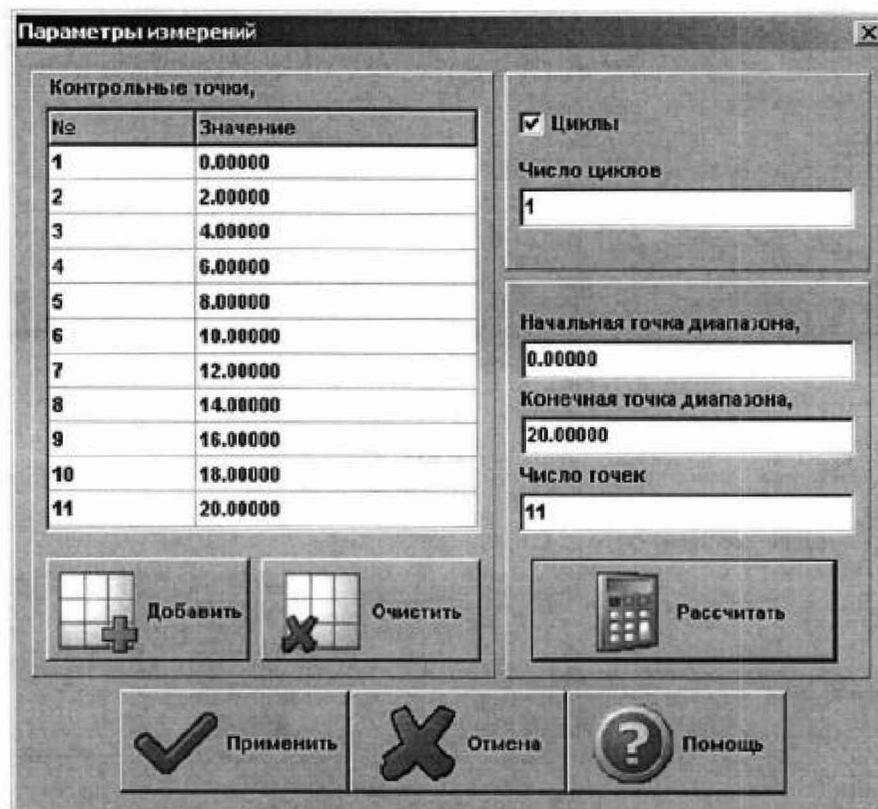 Параметры измерений
Контрольные точки,
№ Значение
1 0.00000
2 2.00000
3 4.00000
4 6.00000
5 8.00000
6 10.00000
7 12.00000
8 14.00000
9 16.00000
10 18.00000
11 20.00000
Добавить
Очистить
Циклы
Число циклов
1
Начальная точка диапазона,
0.00000
Конечная точка диапазона,
20.00000
Число точек
11
Рассчитать
Применить
Отмена
Помощь